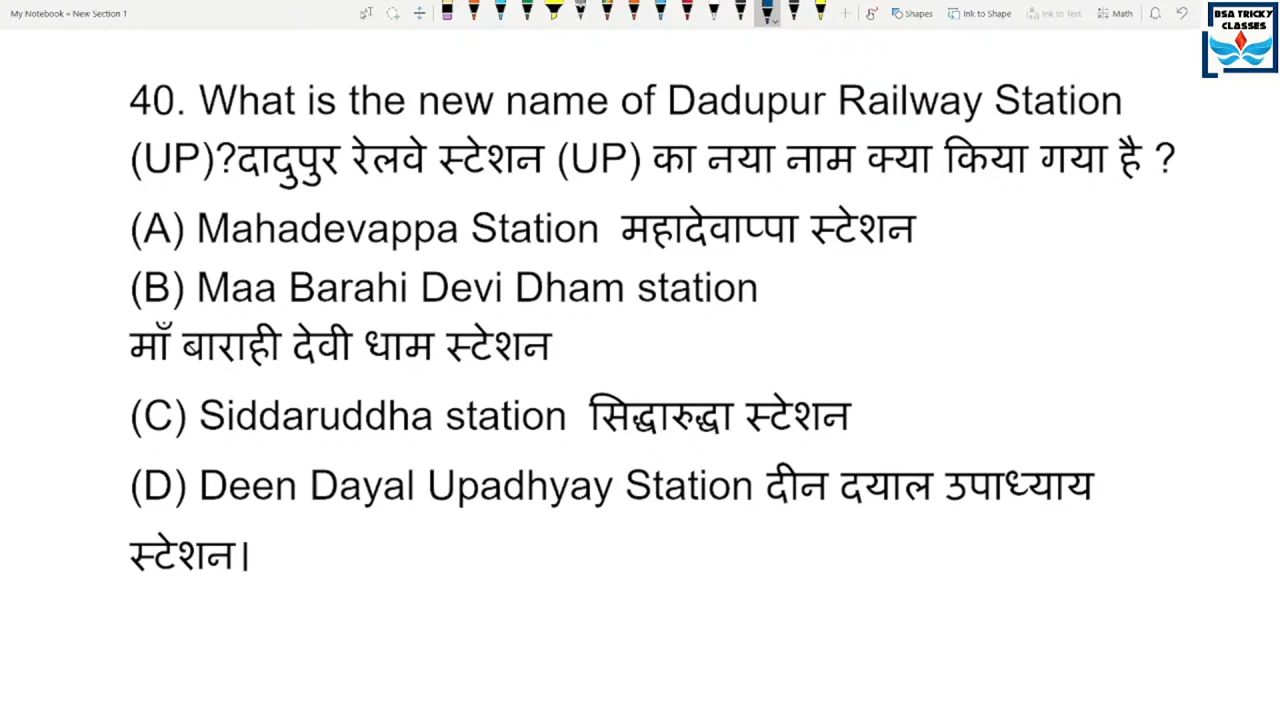 My Notebook » New Section 1
Shapes Ink to Shape Ink to Text Math
BSA TRICKY
CLASSES
40. What is the new name of Dadupur Railway Station
(UP)?दादुपुर रेलवे स्टेशन (UP) का नया नाम क्या किया गया है ?
(A) Mahadevappa Station महादेवाप्पा स्टेशन
(B) Maa Barahi Devi Dham station
माँ बाराही देवी धाम स्टेशन
(C) Siddaruddha station सिद्धारुद्धा स्टेशन
(D) Deen Dayal Upadhyay Station दीन दयाल उपाध्याय
स्टेशन।